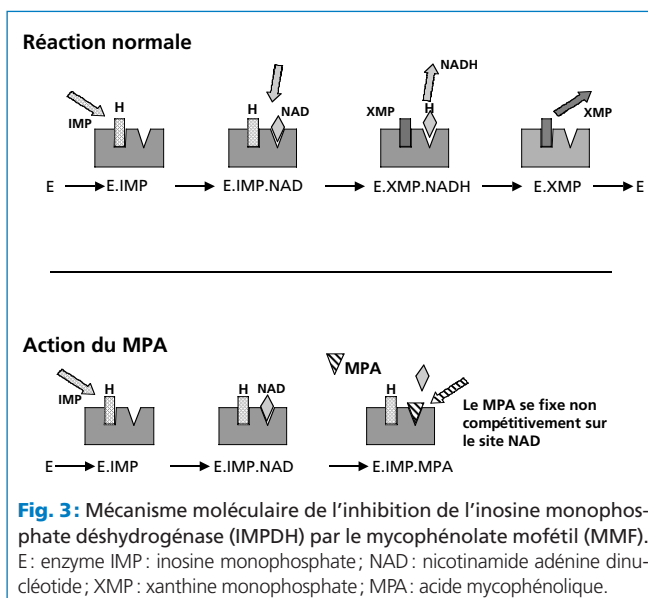 Réaction normale
NADH
H
H
NAD
XMP
H
XMP
IMP
E → E.IMP → E.IMP.NAD → E.XMP.NADH → E.XMP → E
Action du MPA
MPA
H
H
NAD
H
IMP
Le MPA se fixe non
compétitivement sur
le site NAD
E → E.IMP → E.IMP.NAD → E.IMP.MPA
Fig. 3 : Mécanisme moléculaire de l'inhibition de l'inosine monophos-
phate déshydrogénase (IMPDH) par le mycophénolate mofétil (MMF).
E : enzyme IMP : inosine monophosphate ; NAD : nicotinamide adénine dinu-
cléotide ; XMP : xanthine monophosphate ; MPA : acide mycophénolique.